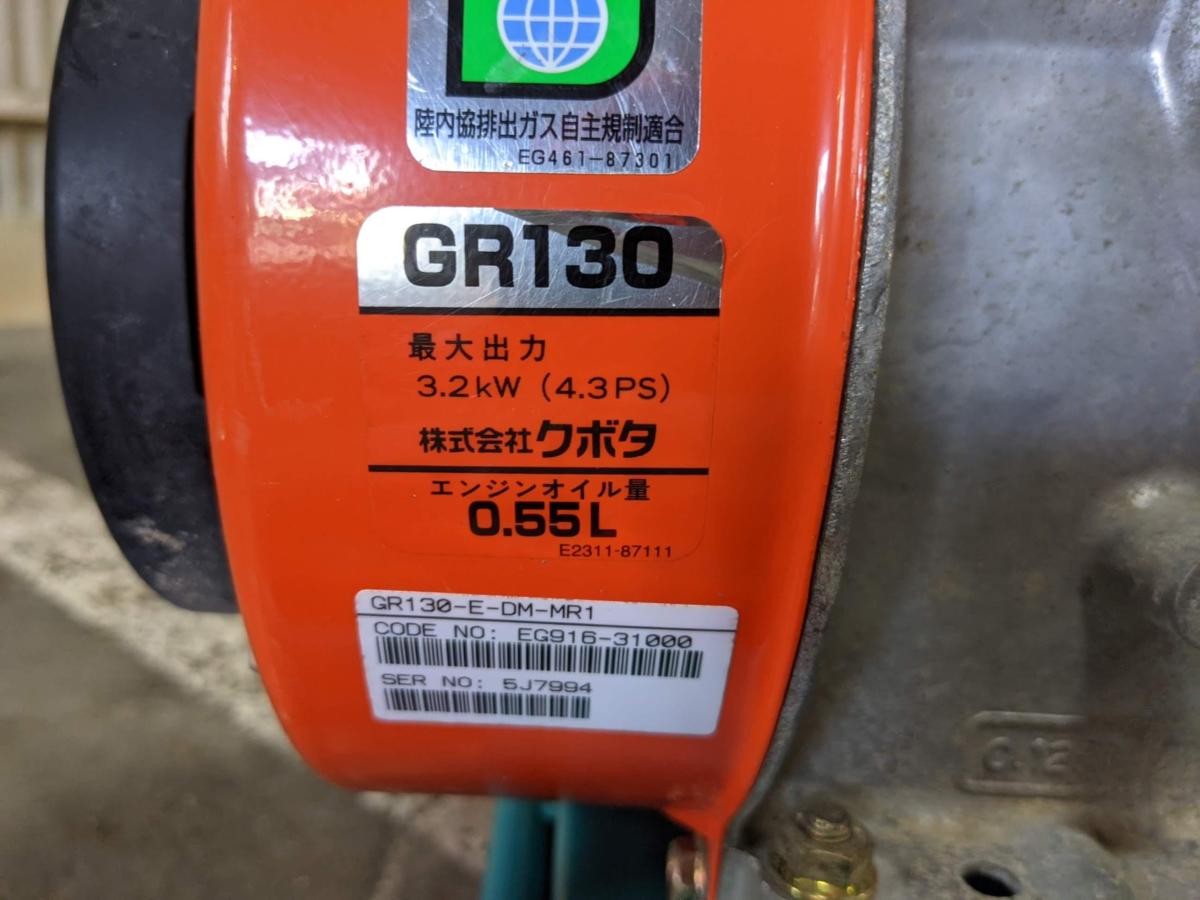 陸内協排出ガス自主規制適合
EG461-87301
GR130
最大出力
3.2kW (4.3PS)
株式会社クボタ
エンジンオイル量
0.55L
E2311-87111
GR130-E-DM-MR1
CODE NO: EG916-31000
SER NO: 5J7994